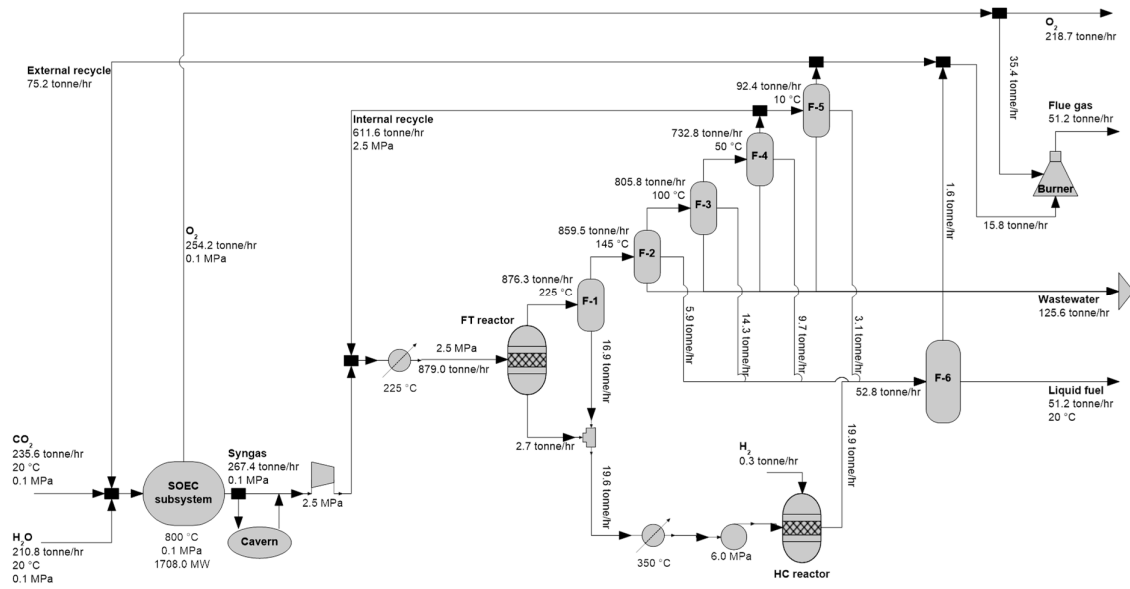 O2
218.7 tonne/hr
External recycle
75.2 tonne/hr
35.4 tonne/hr
92.4 tonne/hr
10 °C
F-5
Flue gas
51.2 tonne/hr
Internal recycle
611.6 tonne/hr
2.5 MPa
732.8 tonne/hr
50 °C
F-4
Burner
805.8 tonne/hr
100 °C
F-3
1.6 tonne/hr
15.8 tonne/hr
O2
254.2 tonne/hr
0.1 MPa
859.5 tonne/hr
145 °C
F-2
876.3 tonne/hr
225 °C
F-1
Wastewater
125.6 tonne/hr
FT reactor
5.9 tonne/hr
14.3 tonne/hr
9.7 tonne/hr
3.1 tonne/hr
2.5 MPa
879.0 tonne/hr
225 °C
16.9 tonne/hr
F-6
52.8 tonne/hr
Liquid fuel
51.2 tonne/hr
20 °C
2.7 tonne/hr
CO2
235.6 tonne/hr
20 °C
0.1 MPa
Syngas
267.4 tonne/hr
0.1 MPa
SOEC
subsystem
2.5 MPa
H2
0.3 tonne/hr
19.9 tonne/hr
19.6 tonne/hr
H2O
210.8 tonne/hr
20 °C
0.1 MPa
800 °C
0.1 MPa
1708.0 MW
Cavern
350 °C
6.0 MPa
HC reactor